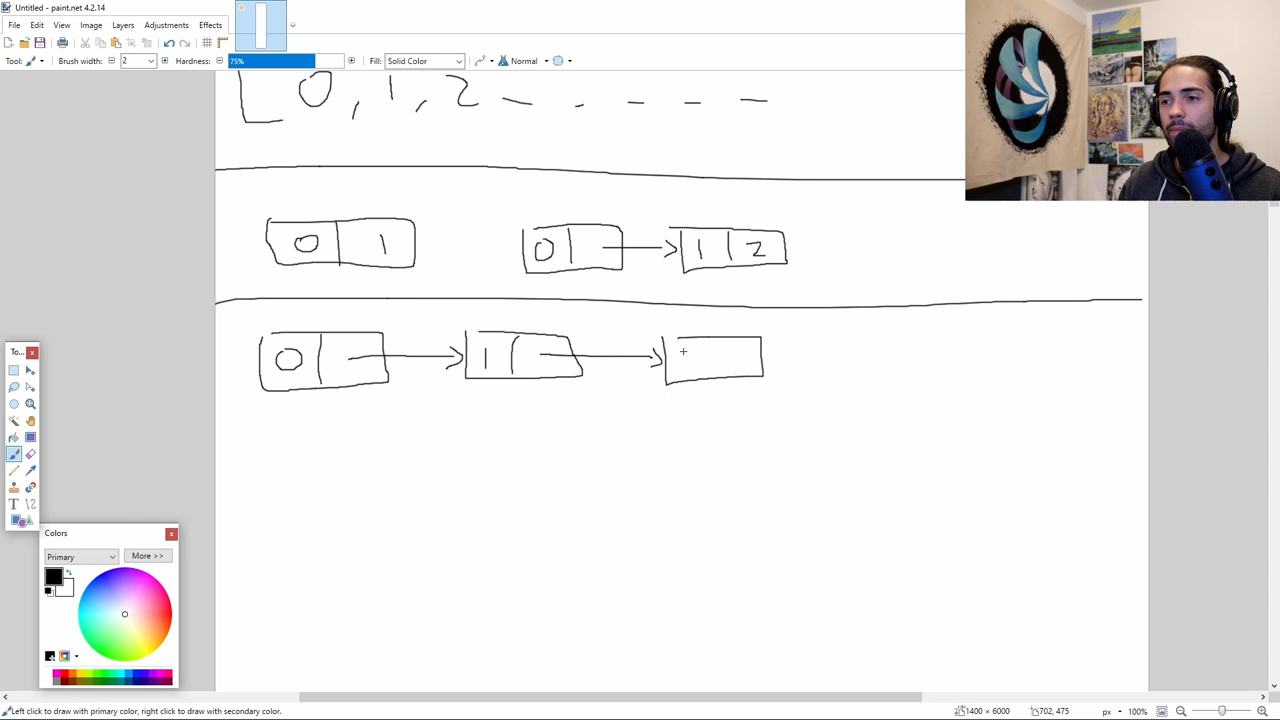 Untitled - paint.net 4.2.14
File Edit View Image Layers Adjustments Effects
Tool: Brush width: 2 Hardness: 75% Fill: Solid Color Normal
[ 0, 1, 2 - . - - -
0 1 0 1 2
0 1
To... x
T
Colors x
Primary More >>
Left click to draw with primary color, right click to draw with secondary color. 1400 × 6000 702, 475 px 100%